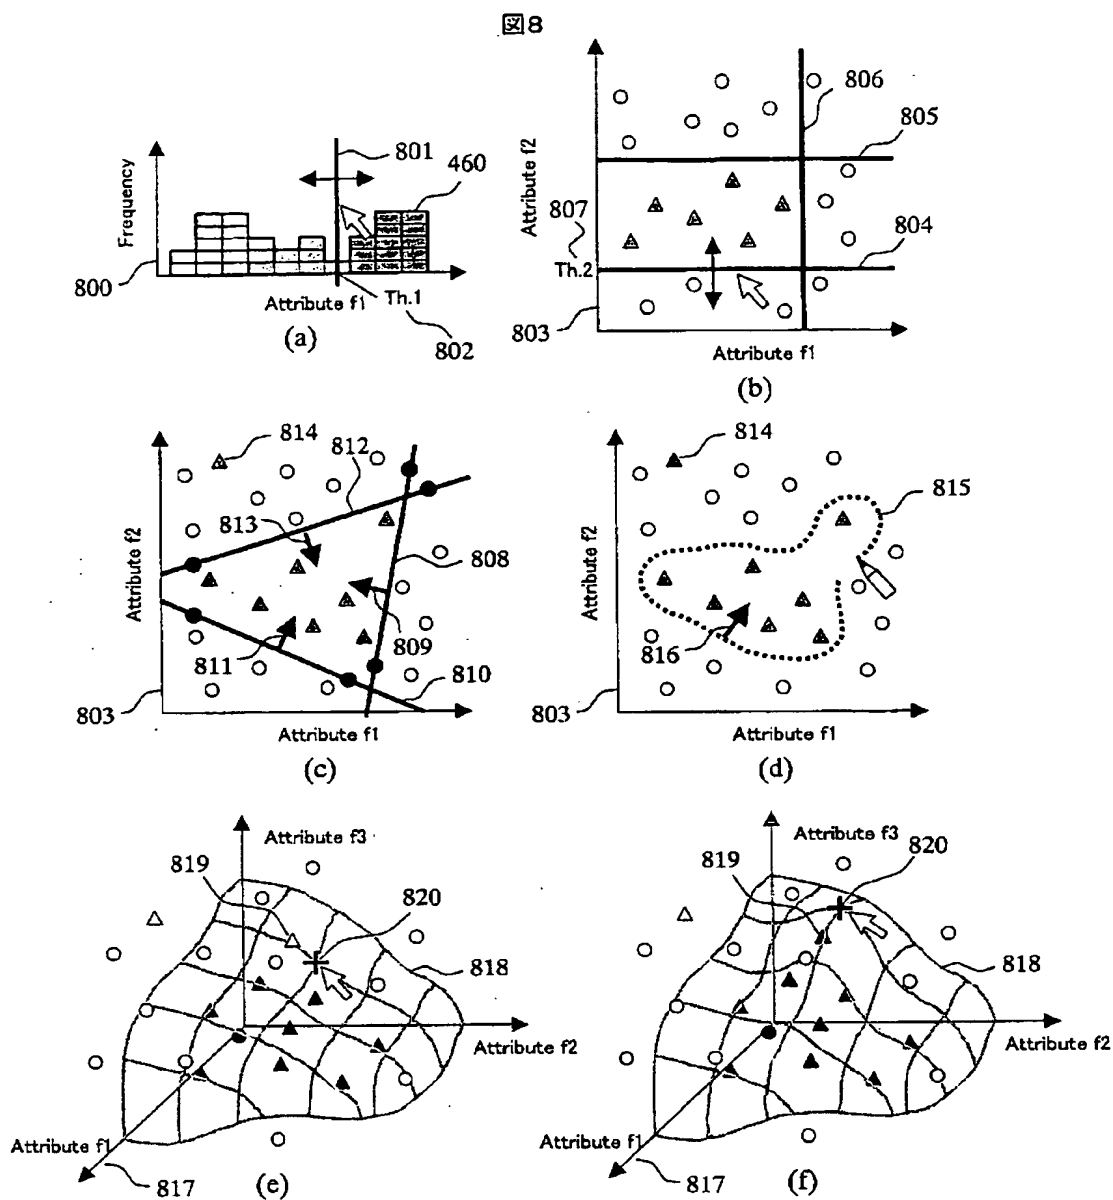 図8
801
460
Frequency
800
Attribute f1
Th.1
802
(a)
806
805
Attribute f2
807
804
Th.2
803
Attribute f1
(b)
814
812
813
808
Attribute f2
811
809
810
803
Attribute f1
(c)
814
815
Attribute f2
816
803
Attribute f1
(d)
Attribute f3
819
820
818
Attribute f2
Attribute f1
817
(e)
Attribute f3
819
820
818
Attribute f2
Attribute f1
817
(f)